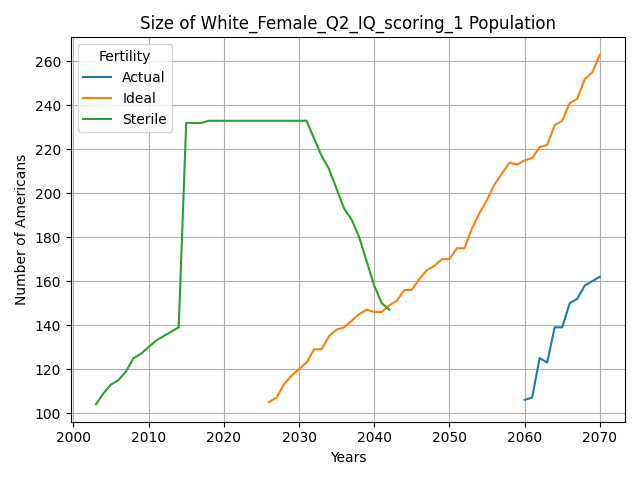 Size of White_Female_Q2_IQ_scoring_1 Population
Fertility
Actual
Ideal
Sterile
Number of Americans
260
240
220
200
180
160
140
120
100
2000
2010
2020
2030
2040
2050
2060
2070
Years